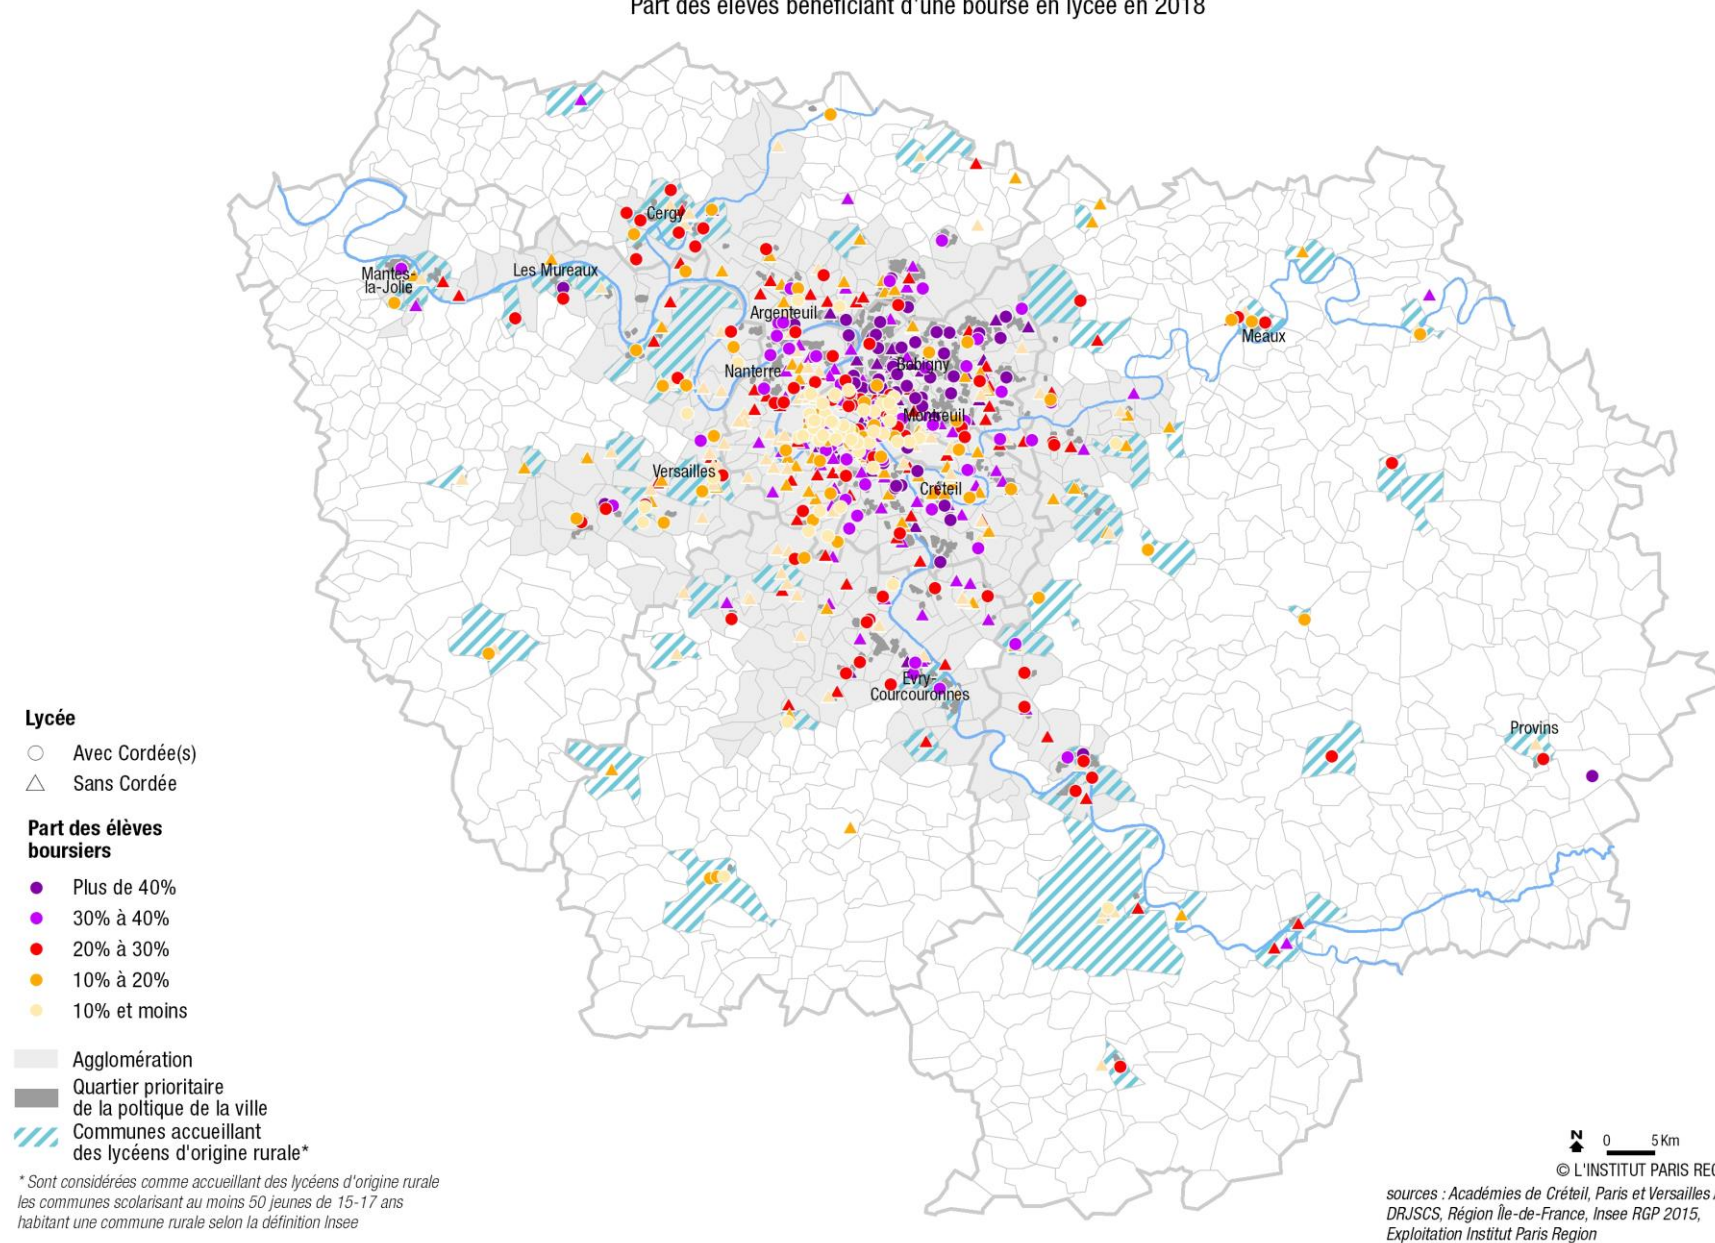 Part des élèves bénéficiant d'une bourse en lycée en 2018
Cergy
Mantes-
la-Jolie
Les Mureaux
Argenteuil
Meaux
Nanterre
Bobigny
Montreuil
Versailles
Créteil
Evry-
Courcouronnes
Provins
Lycée
Avec Cordée(s)
Sans Cordée
Part des élèves
boursiers
Plus de 40%
30% à 40%
20% à 30%
10% à 20%
10% et moins
Agglomération
Quartier prioritaire
de la poltique de la ville
Communes accueillant
des lycéens d'origine rurale*
* Sont considérées comme accueillant des lycéens d'origine rurale
les communes scolarisant au moins 50 jeunes de 15-17 ans
habitant une commune rurale selon la définition Insee
N 0 5 Km
© L'INSTITUT PARIS
sources : Académies de Créteil, Paris et Versailles
DRJSCS, Région Île-de-France, Insee RGP 2015,
Exploitation Institut Paris Region